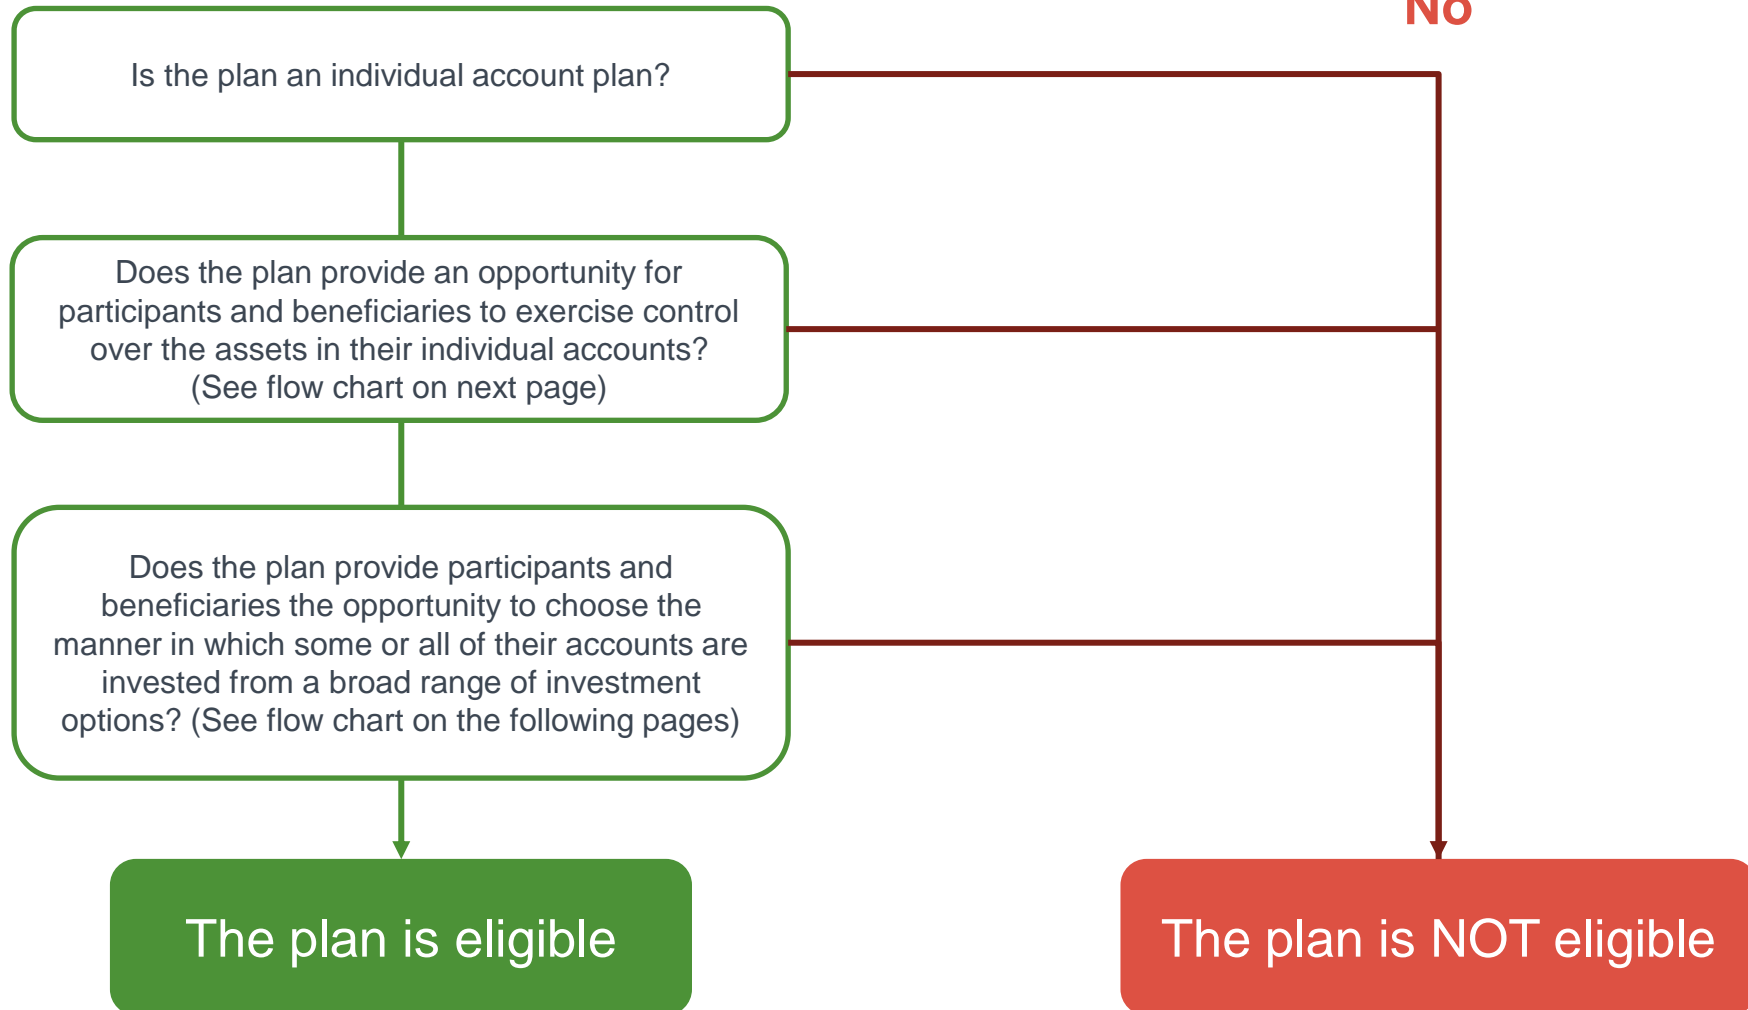 No
Is the plan an individual account plan?
Does the plan provide an opportunity for
participants and beneficiaries to exercise control
over the assets in their individual accounts?
(See flow chart on next page)
Does the plan provide participants and
beneficiaries the opportunity to choose the
manner in which some or all of their accounts are
invested from a broad range of investment
options? (See flow chart on the following pages)
The plan is eligible
The plan is NOT eligible